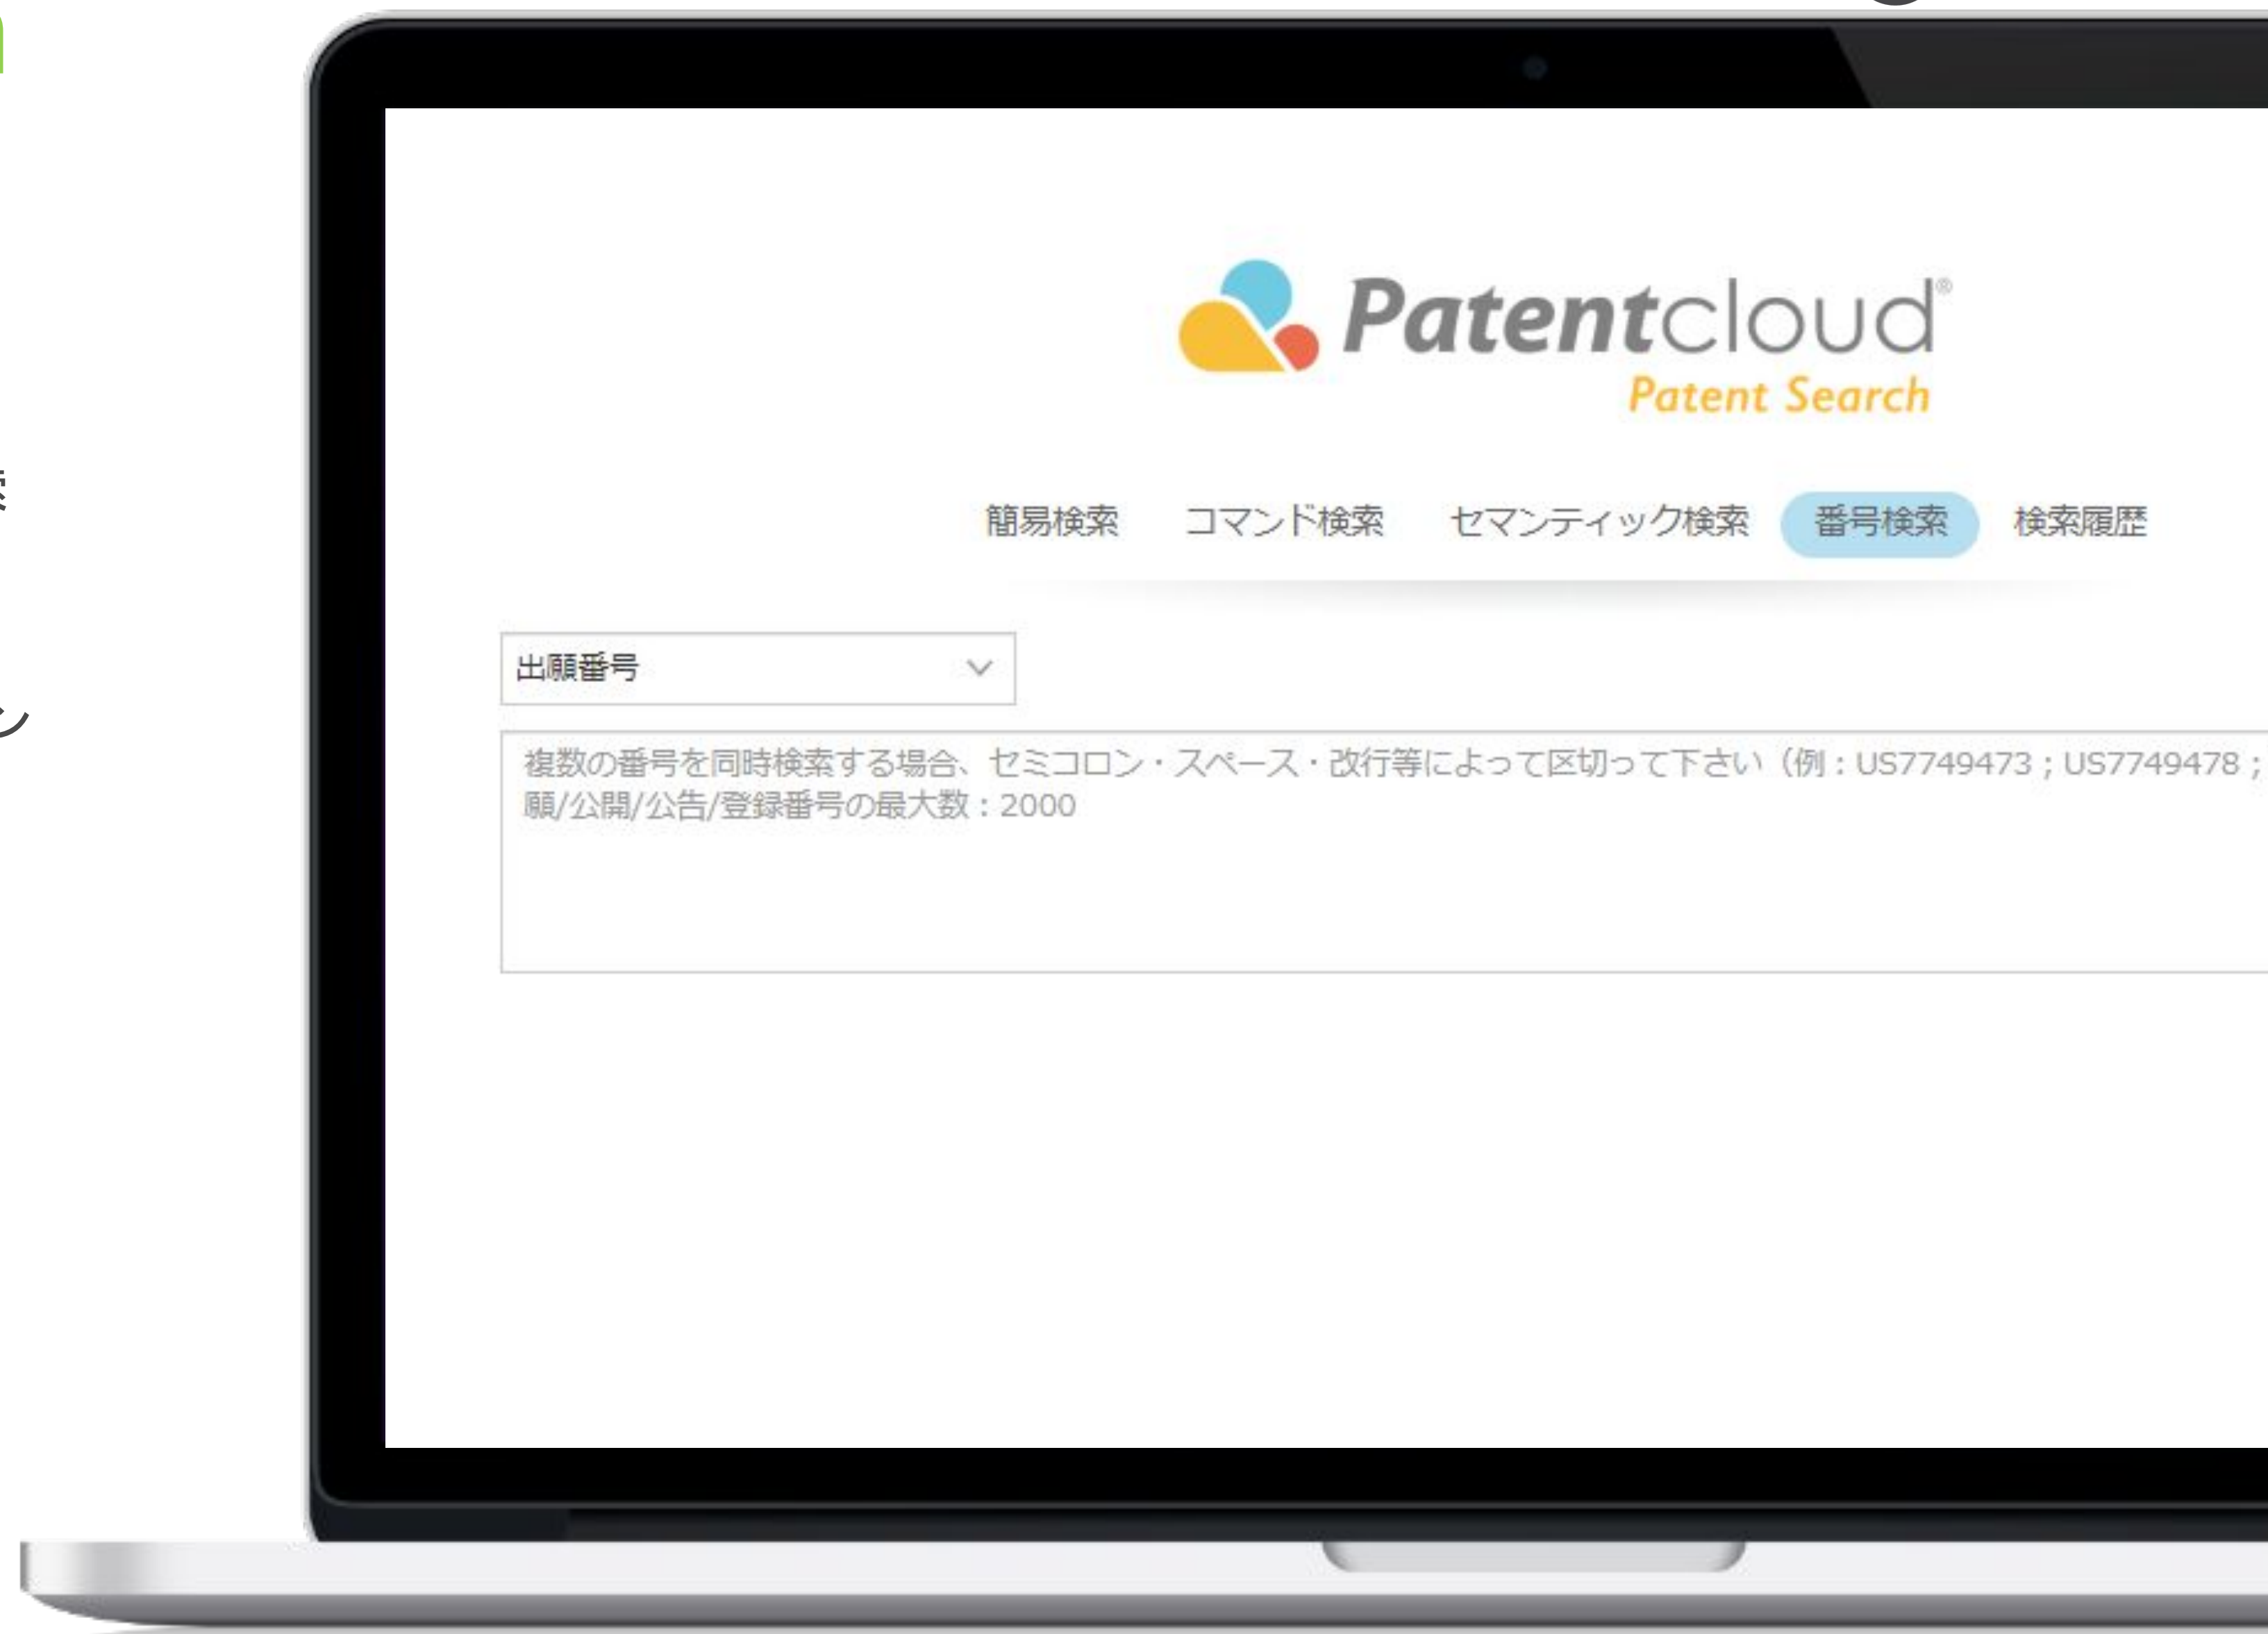 Patentcloud®
Patent Search
簡易検索 コマンド検索 セマンティック検索 番号検索 検索履歴
出願番号
複数の番号を同時検索する場合、セミコロン・スペース・改行等によって区切って下さい（例：US7749473；US7749478；
願/公開/公告/登録番号の最大数：2000